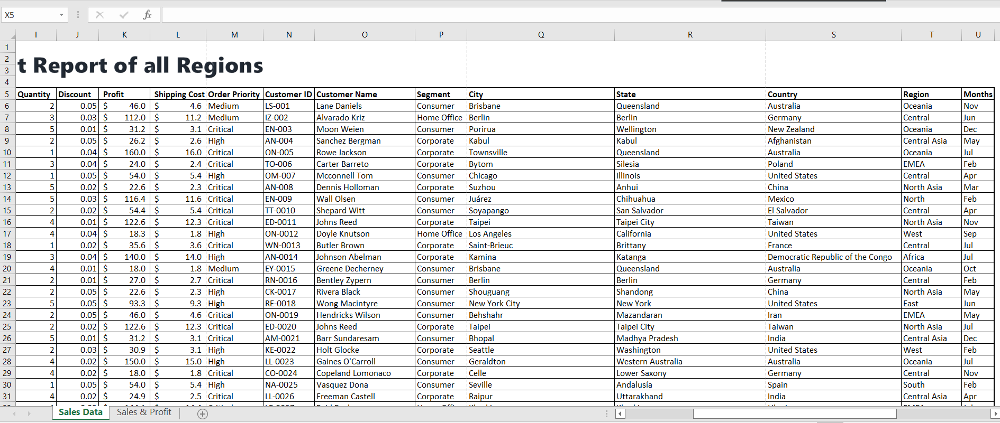 X5 fx
I J K L M N O P Q R S T U
1
2 t Report of all Regions
3
4
5 Quantity Discount Profit Shipping Cost Order Priority Customer ID Customer Name Segment City State Country Region Months
6 2 0.05 $ 46.0 $ 4.6 Medium LS-001 Lane Daniels Consumer Brisbane Queensland Australia Oceania Nov
7 3 0.03 $ 112.0 $ 11.2 Medium IZ-002 Alvarado Kriz Home Office Berlin Berlin Germany Central Jun
8 5 0.01 $ 31.2 $ 3.1 Critical EN-003 Moon Weien Consumer Porirua Wellington New Zealand Oceania Dec
9 2 0.05 $ 26.2 $ 2.6 High AN-004 Sanchez Bergman Corporate Kabul Kabul Afghanistan Central Asia May
10 1 0.04 $ 160.0 $ 16.0 Critical ON-005 Rowe Jackson Corporate Townsville Queensland Australia Oceania Jul
11 3 0.04 $ 24.0 $ 2.4 Critical TO-006 Carter Barreto Corporate Bytom Silesia Poland EMEA Feb
12 1 0.05 $ 54.0 $ 5.4 High OM-007 Mcconnell Tom Consumer Chicago Illinois United States Central Apr
13 5 0.02 $ 22.6 $ 2.3 Critical AN-008 Dennis Holloman Corporate Suzhou Anhui China North Asia Mar
14 5 0.03 $ 116.4 $ 11.6 Critical EN-009 Wall Olsen Consumer Juárez Chihuahua Mexico North Feb
15 2 0.02 $ 54.4 $ 5.4 Critical TT-0010 Shepard Witt Consumer Soyapango San Salvador El Salvador Central Apr
16 4 0.01 $ 122.6 $ 12.3 Critical ED-0011 Johns Reed Corporate Taipei Taipei City Taiwan North Asia Nov
17 4 0.04 $ 18.3 $ 1.8 High ON-0012 Doyle Knutson Home Office Los Angeles California United States West Sep
18 1 0.02 $ 35.6 $ 3.6 Critical WN-0013 Butler Brown Corporate Saint-Brieuc Brittany France Central Jul
19 3 0.04 $ 140.0 $ 14.0 High AN-0014 Johnson Abelman Corporate Kamina Katanga Democratic Republic of the Congo Africa Jul
20 4 0.01 $ 18.0 $ 1.8 Medium EY-0015 Greene Decherney Consumer Brisbane Queensland Australia Oceania Oct
21 2 0.01 $ 27.0 $ 2.7 Critical RN-0016 Bentley Zypern Consumer Berlin Berlin Germany Central Feb
22 2 0.05 $ 22.6 $ 2.3 High CK-0017 Rivera Black Consumer Shouguang Shandong China North Asia May
23 5 0.05 $ 93.3 $ 9.3 High RE-0018 Wong Macintyre Consumer New York City New York United States East Jun
24 2 0.05 $ 46.0 $ 4.6 Critical ON-0019 Hendricks Wilson Consumer Behshahr Mazandaran Iran EMEA May
25 2 0.02 $ 122.6 $ 12.3 Critical ED-0020 Johns Reed Corporate Taipei Taipei City Taiwan North Asia Jul
26 5 0.01 $ 31.2 $ 3.1 Critical AM-0021 Barr Sundaresam Consumer Bhopal Madhya Pradesh India Central Asia Dec
27 2 0.03 $ 30.9 $ 3.1 High KE-0022 Holt Glocke Corporate Seattle Washington United States West Feb
28 4 0.02 $ 150.0 $ 15.0 High LL-0023 Gaines O'Carroll Consumer Geraldton Western Australia Australia Oceania Jul
29 4 0.02 $ 18.0 $ 1.8 Critical CO-0024 Copeland Lomonaco Corporate Celle Lower Saxony Germany Central Nov
30 1 0.05 $ 54.0 $ 5.4 High NA-0025 Vasquez Dona Consumer Seville Andalusía Spain South Feb
31 4 0.02 $ 24.9 $ 2.5 Critical LL-0026 Freeman Castell Corporate Raipur Uttarakhand India Central Asia Apr
Sales Data Sales & Profit